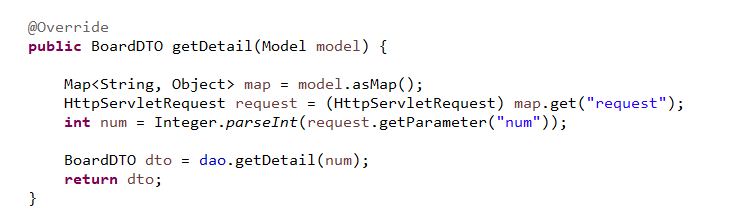 @Override
public BoardDTO getDetail(Model model) {
Map<String, Object> map = model.asMap();
HttpServletRequest request = (HttpServletRequest) map.get("request");
int num = Integer.parseInt(request.getParameter("num"));
BoardDTO dto = dao.getDetail(num);
return dto;
}